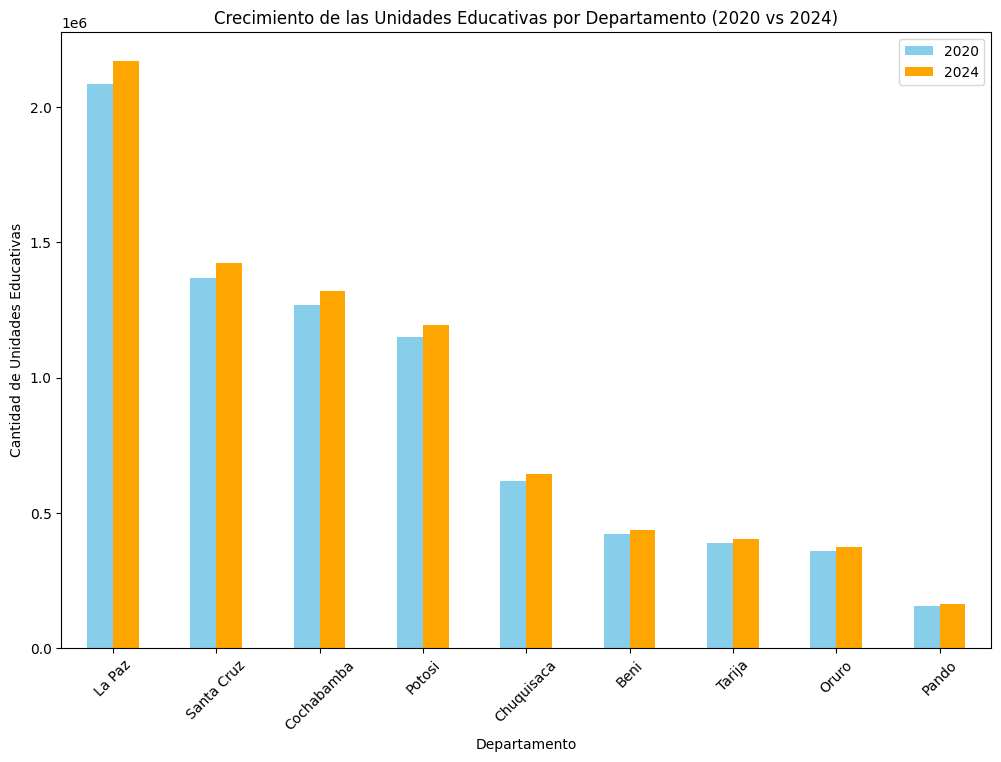 Crecimiento de las Unidades Educativas por Departamento (2020 vs 2024)
1e6
2020
2024
2.0
1.5
1.0
0.5
0.0
Cantidad de Unidades Educativas
La Paz
Santa Cruz
Cochabamba
Potosi
Chuquisaca
Beni
Tarija
Oruro
Pando
Departamento